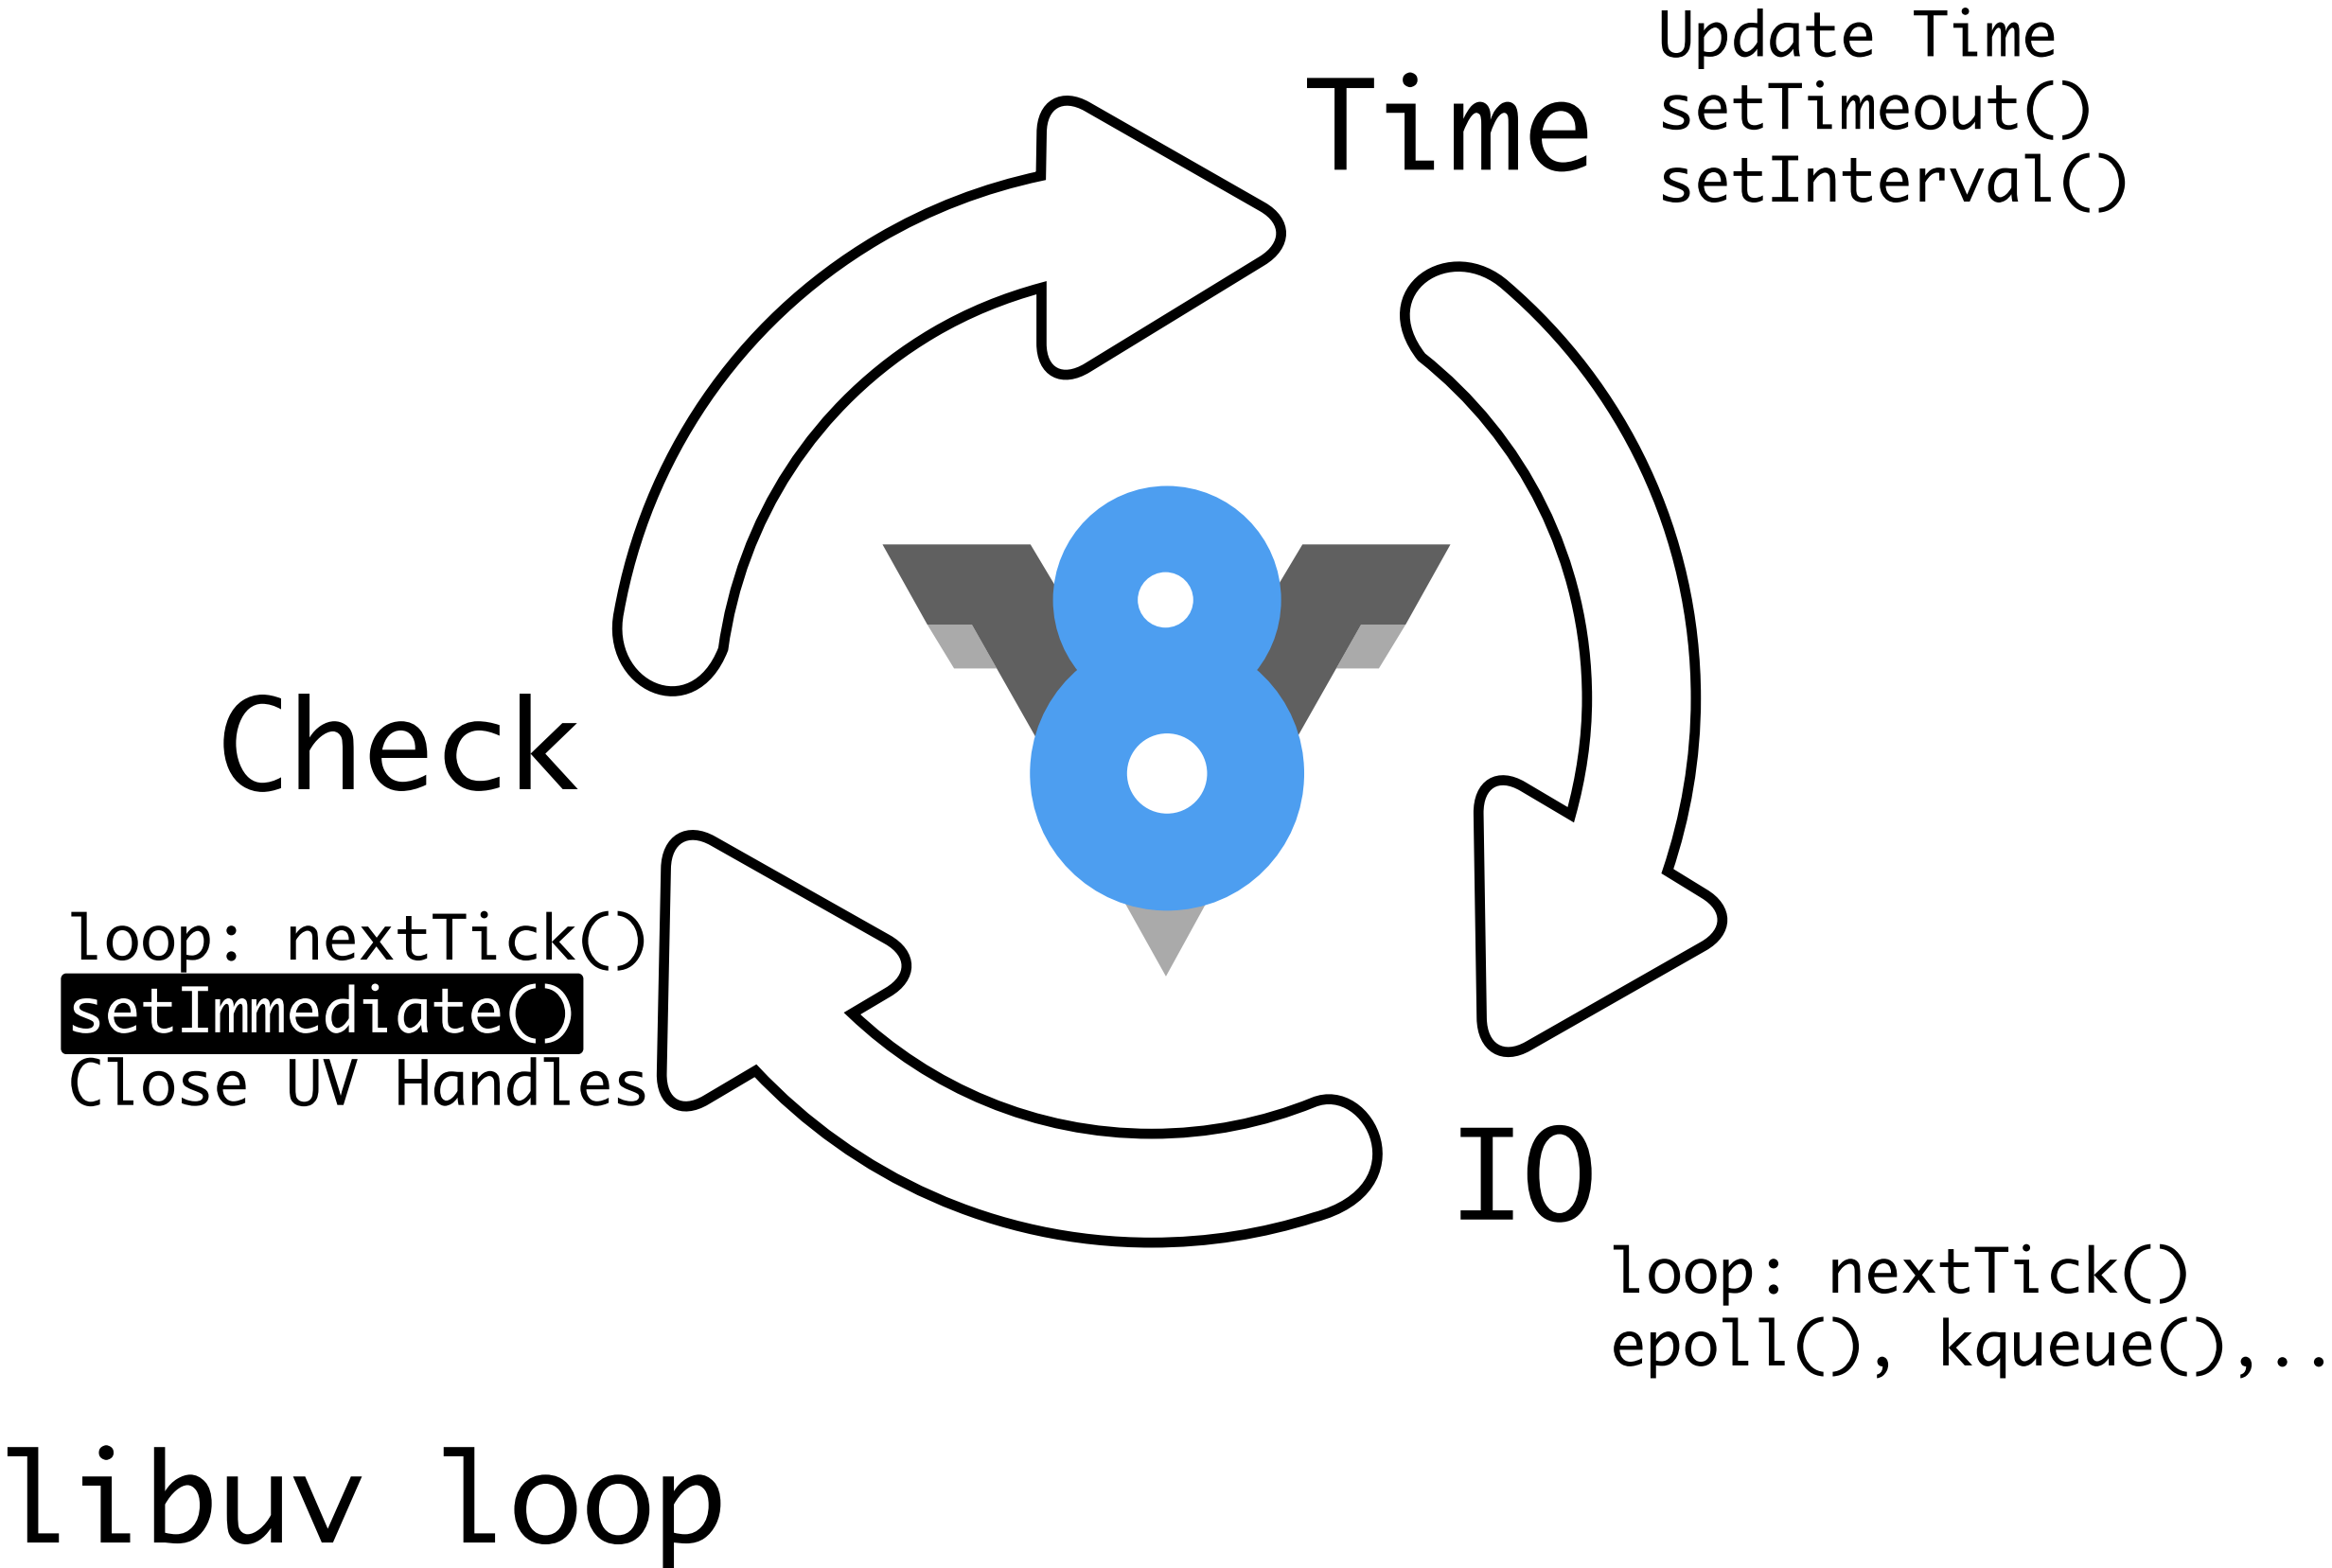 Time
Update Time
setTimeout()
setInterval()
8
Check
loop: nextTick()
setImmediate()
Close UV Handles
IO
loop: nextTick()
epoll(), kqueue(),..
libuv loop